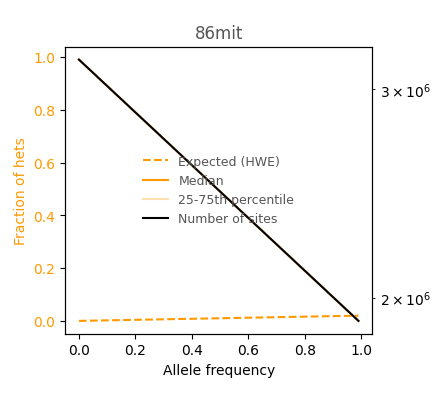 86mit
1.0
0.8
0.6
0.4
0.2
0.0
Fraction of hets
Expected (HWE)
Median
25-75th percentile
Number of sites
3 × 10⁶
2 × 10⁶
0.0 0.2 0.4 0.6 0.8 1.0
Allele frequency